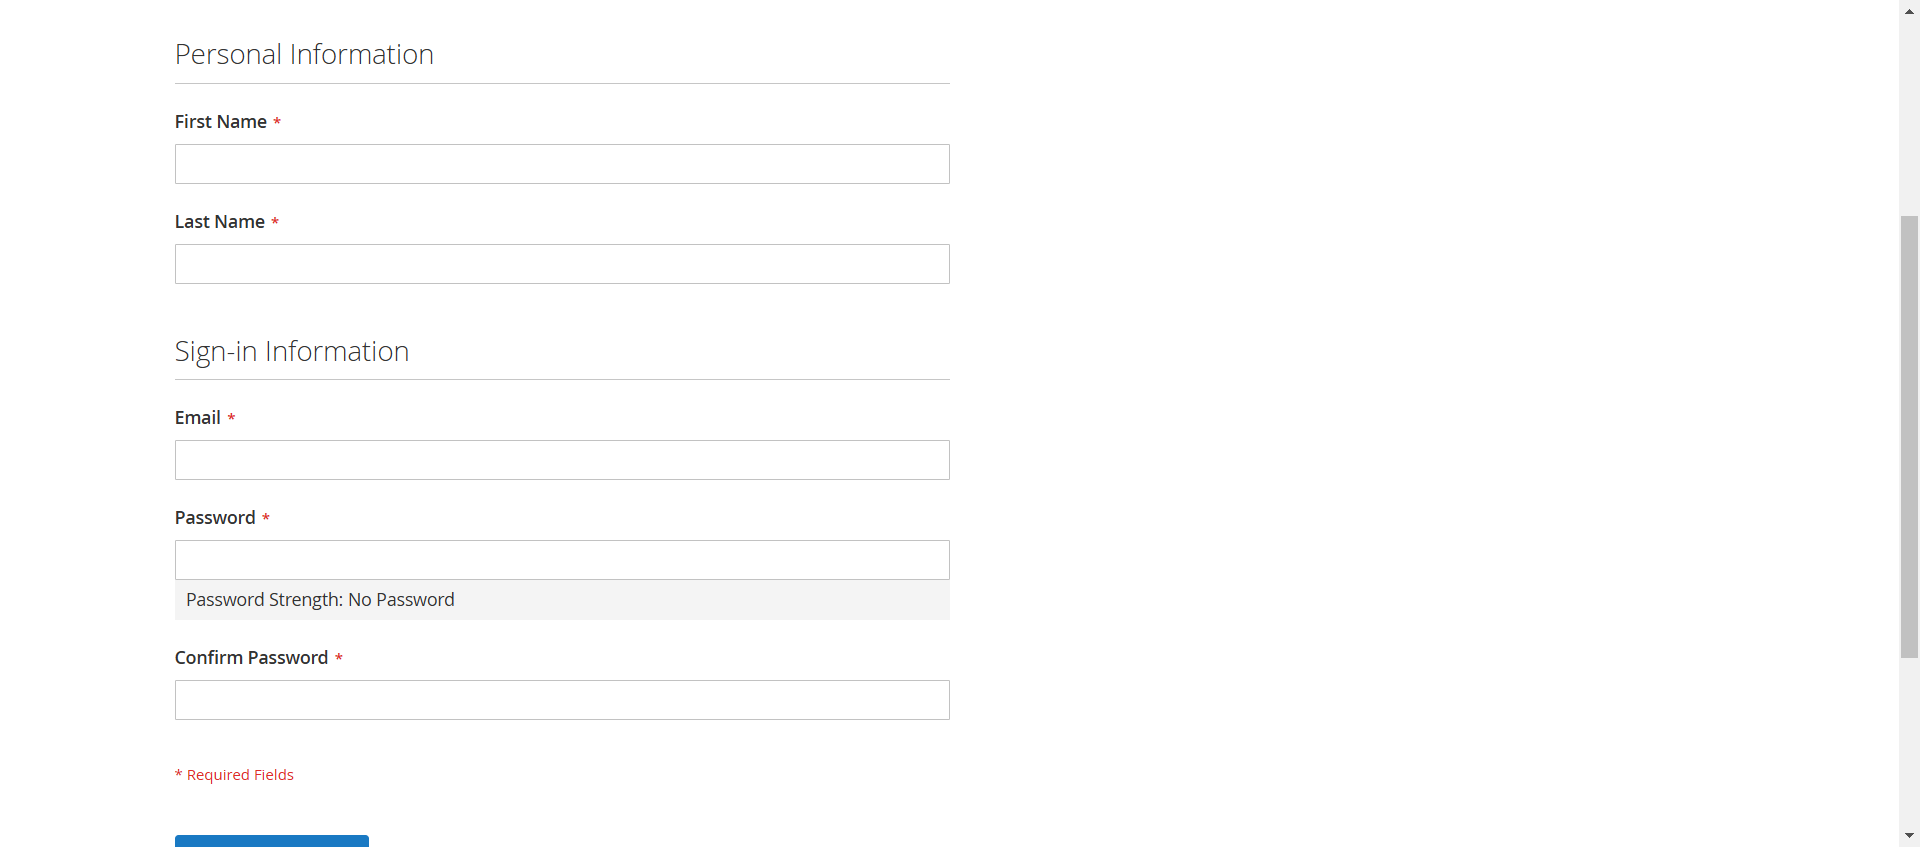 Personal Information
First Name *
Last Name *
Sign-in Information
Email *
Password *
Password Strength: No Password
Confirm Password *
* Required Fields